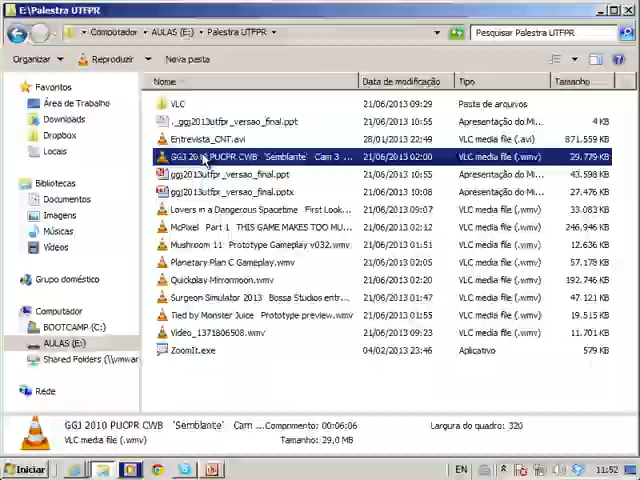 E:\Palestra UTFPR
Computador ▸ AULAS (E:) ▸ Palestra UTFPR ▸
Pesquisar Palestra UTFPR
Organizar Reproduzir Nova pasta
Nome Data de modificação Tipo Tamanho
Favoritos
Área de Trabalho
Downloads
Dropbox
Locais
Bibliotecas
Documentos
Imagens
Músicas
Vídeos
Grupo doméstico
Computador
BOOTCAMP (C:)
AULAS (E:)
Shared Folders (\\vmwar
Rede
VLC 21/06/2013 09:29 Pasta de arquivos
._ggj2013utfpr_versao_final.ppt 21/06/2013 10:55 Apresentação do Mi... 4 KB
Entrevista_CNT.avi 28/01/2013 22:49 VLC media file (.avi) 871.559 KB
GGJ 2010 PUCPR CWB 'Semblante' Cam 3 ... 21/06/2013 02:00 VLC media file (.wmv) 29.779 KB
ggj2013utfpr_versao_final.ppt 21/06/2013 10:55 Apresentação do Mi... 43.598 KB
ggj2013utfpr_versao_final.pptx 21/06/2013 10:28 Apresentação do Mi... 27.476 KB
Lovers in a Dangerous Spacetime First Look... 21/06/2013 09:07 VLC media file (.wmv) 33.083 KB
McPixel Part 1 THIS GAME MAKES TOO MU... 21/06/2013 02:12 VLC media file (.wmv) 246.946 KB
Mushroom 11 Prototype Gameplay v032.wmv 21/06/2013 01:51 VLC media file (.wmv) 12.636 KB
Planetary Plan C Gameplay.wmv 21/06/2013 02:05 VLC media file (.wmv) 57.178 KB
Quickplay Mirrormoon.wmv 21/06/2013 02:20 VLC media file (.wmv) 192.746 KB
Surgeon Simulator 2013 Bossa Studios entr... 21/06/2013 01:47 VLC media file (.wmv) 47.121 KB
Tied by Monster Juice Prototype preview.wmv 21/06/2013 01:55 VLC media file (.wmv) 19.515 KB
Video_1371806508.wmv 21/06/2013 09:23 VLC media file (.wmv) 11.701 KB
ZoomIt.exe 04/02/2013 23:46 Aplicativo 579 KB
GGJ 2010 PUCPR CWB 'Semblante' Cam ... Comprimento: 00:06:06 Largura do quadro: 320
VLC media file (.wmv) Tamanho: 29,0 MB
Iniciar EN 11:52